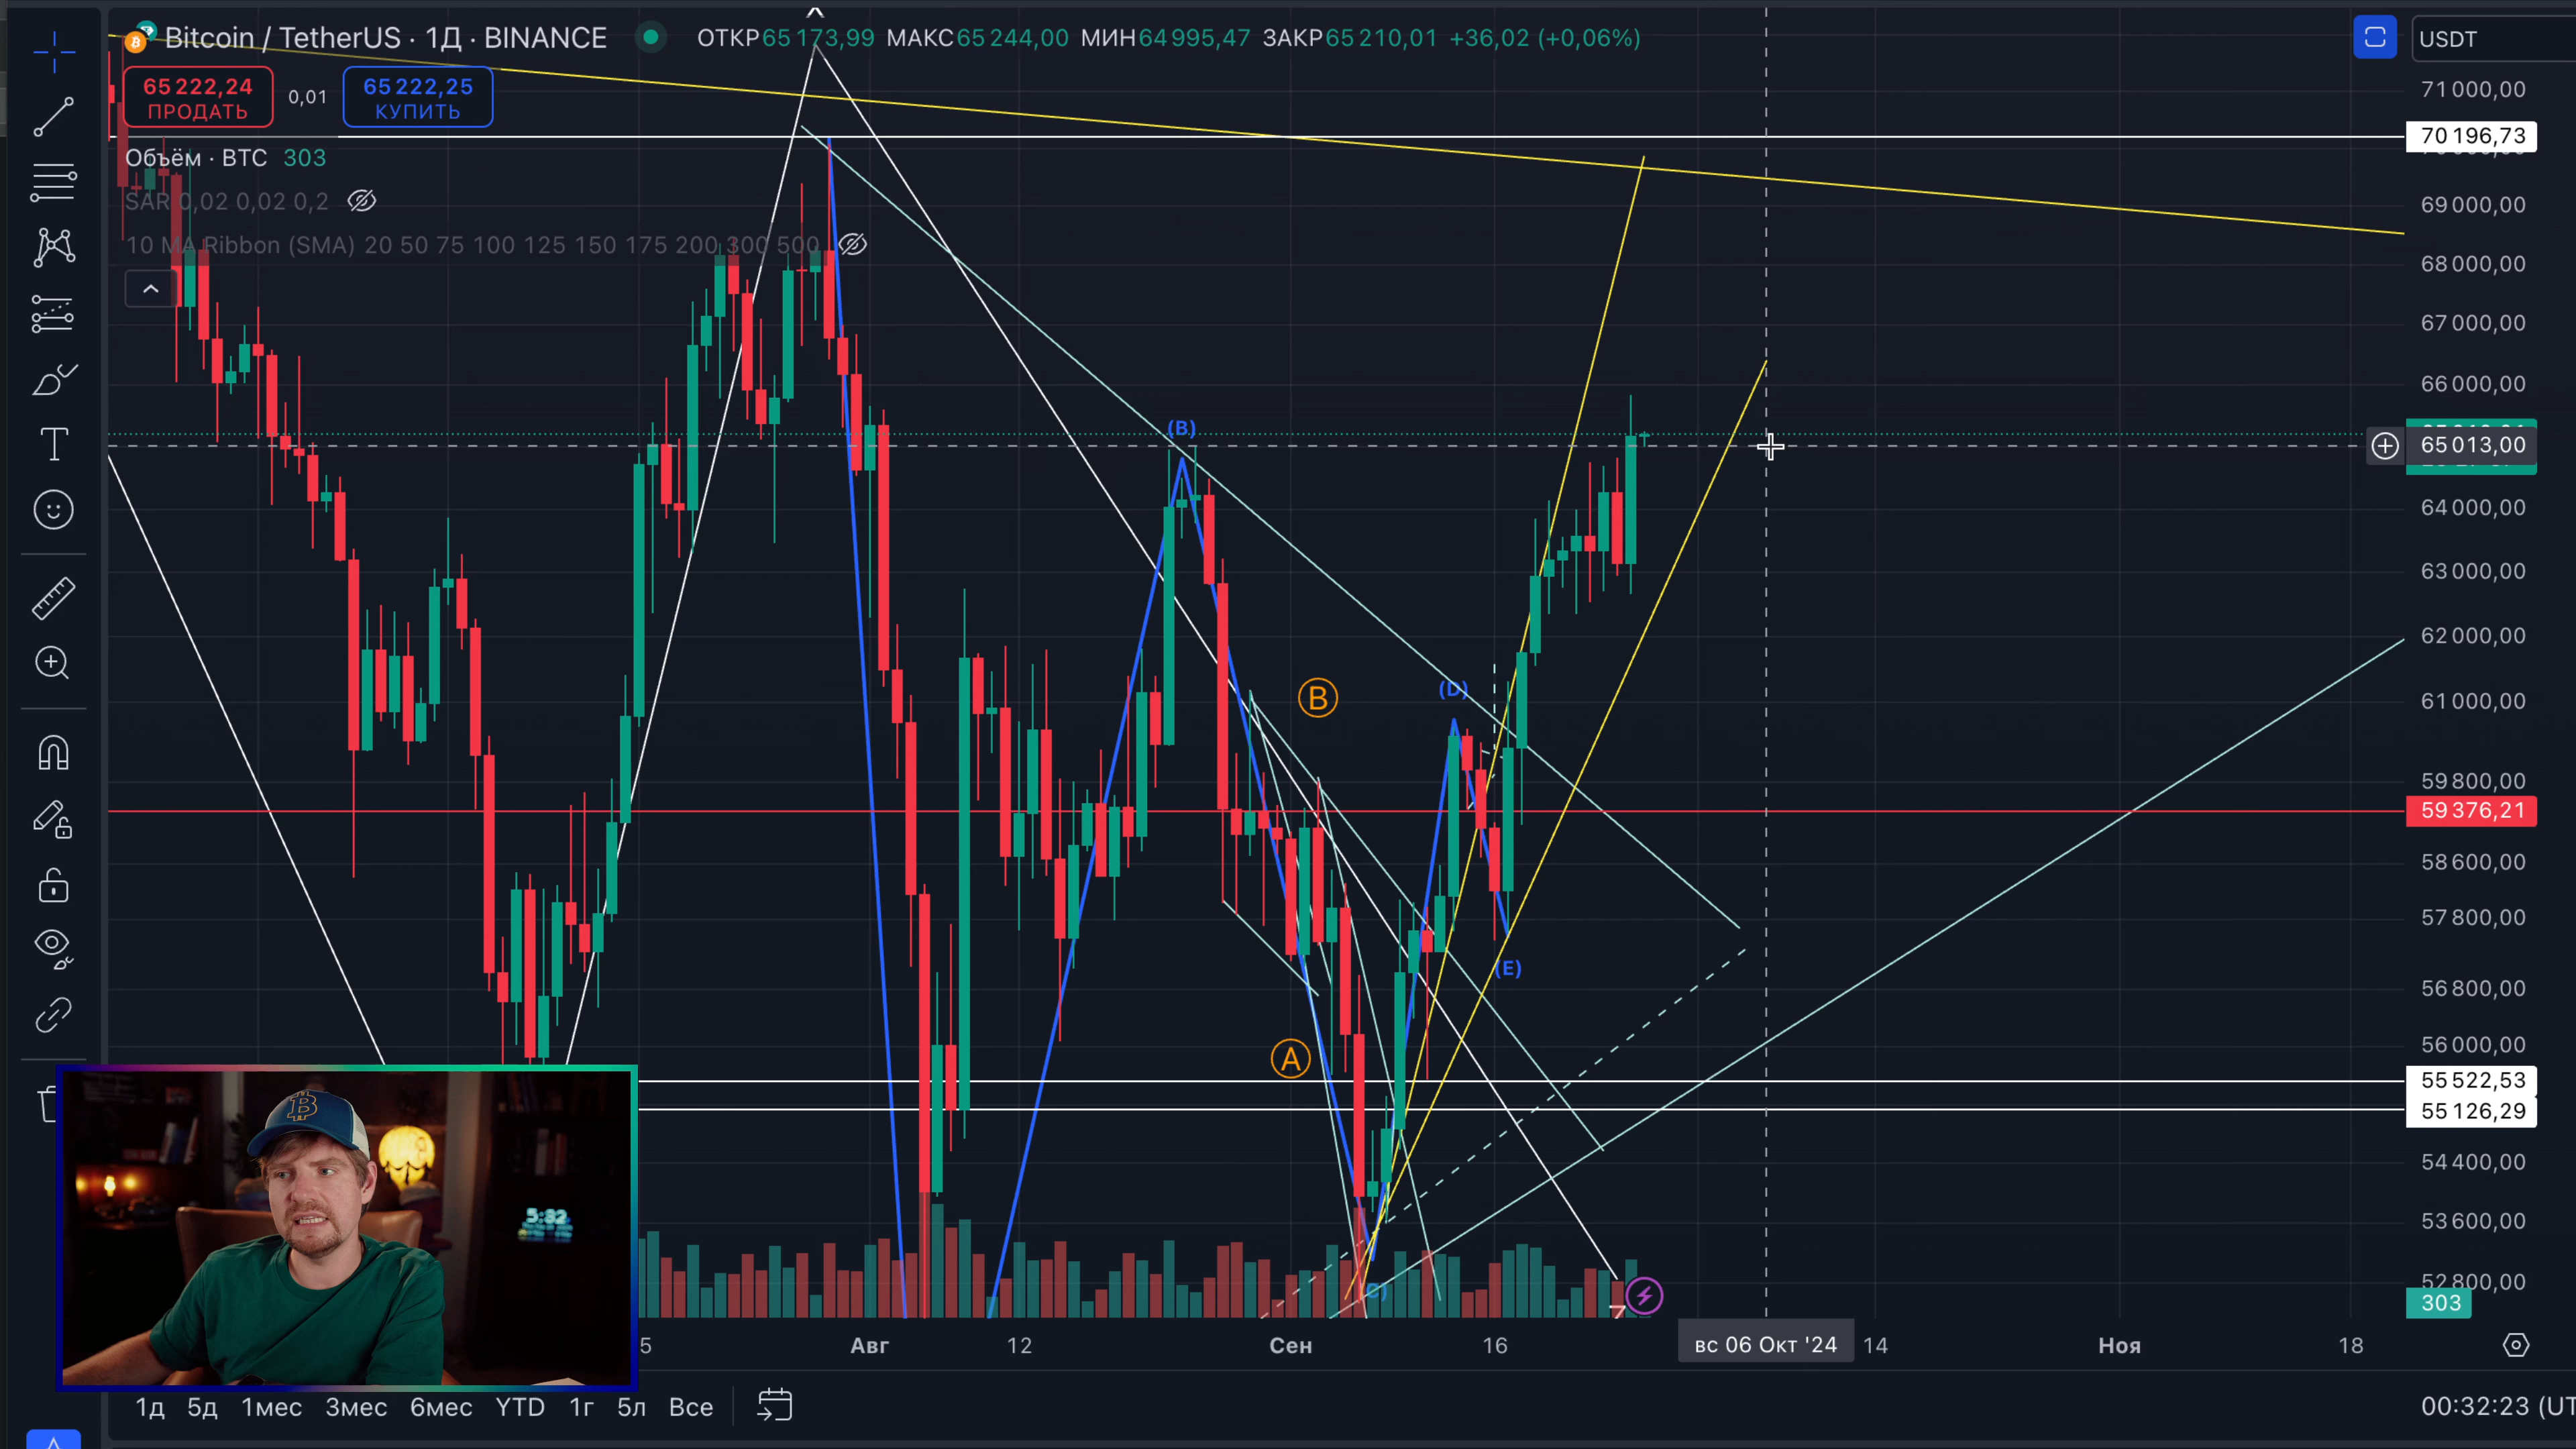 Bitcoin / TetherUS · 1Д · BINANCE ОТКР65 173,99 МАКС65 244,00 МИН64 995,47 ЗАКР65 210,01 +36,02 (+0,06%)
USDT
65 222,24
ПРОДАТЬ
0,01
65 222,25
КУПИТЬ
Объём · BTC 303
SAR 0,02 0,02 0,2
10 MA Ribbon (SMA) 20 50 75 100 125 150 175 200 300 500
71 000,00
70 196,73
69 000,00
68 000,00
67 000,00
66 000,00
65 013,00
64 000,00
63 000,00
62 000,00
61 000,00
59 800,00
59 376,21
58 600,00
57 800,00
56 800,00
56 000,00
55 522,53
55 126,29
54 400,00
53 600,00
52 800,00
303
(B)
B
(D)
(E)
A
5:32
5 Авг 12 Сен 16 вс 06 Окт '24 14 Ноя 18
1д 5д 1мес 3мес 6мес YTD 1г 5л Все
00:32:23 (UT